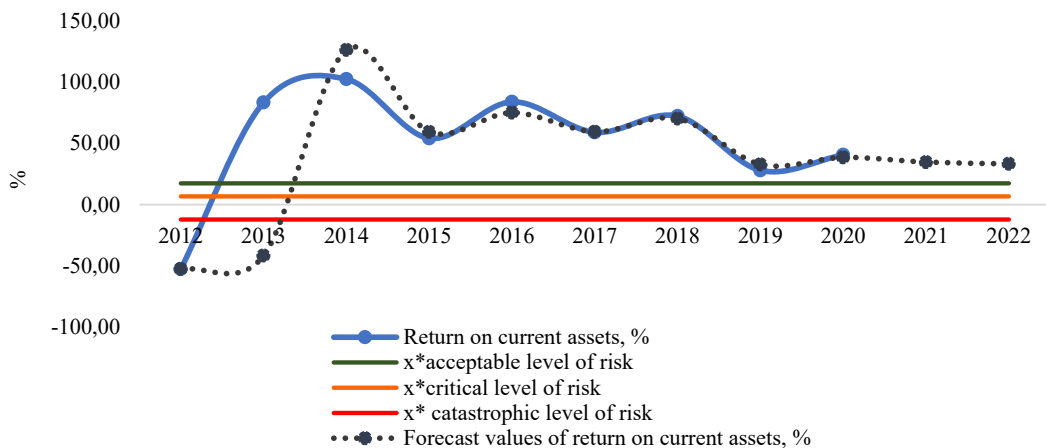 150,00
100,00
50,00
0,00
-50,00
-100,00
%
2012 2013 2014 2015 2016 2017 2018 2019 2020 2021 2022
Return on current assets, %
x*acceptable level of risk
x*critical level of risk
x* catastrophic level of risk
Forecast values of return on current assets, %